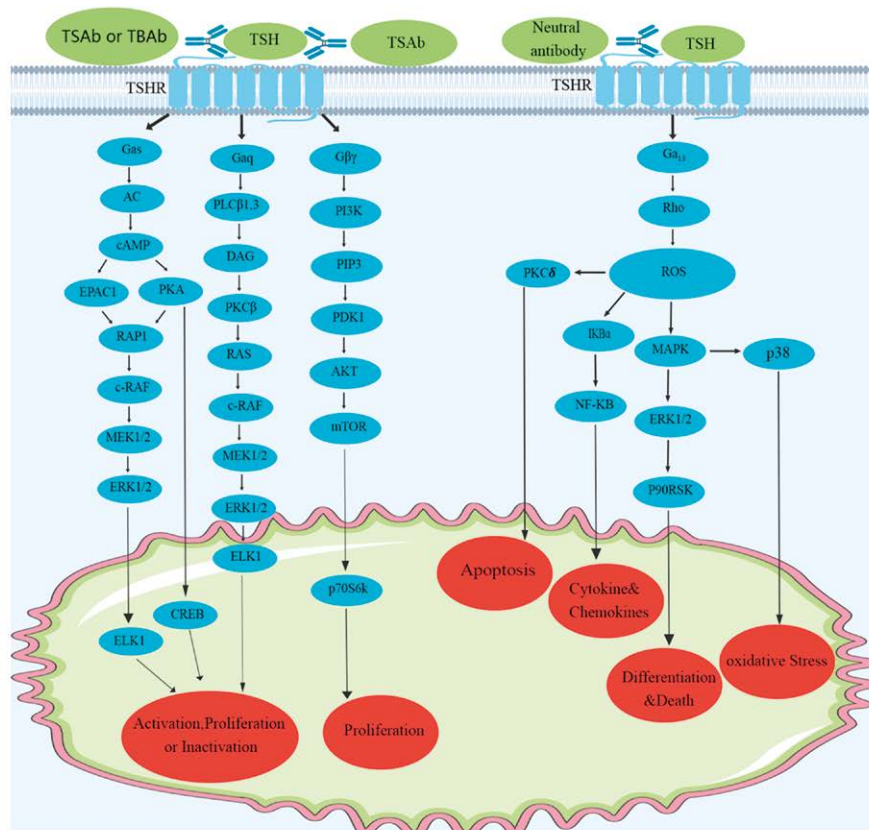 TSAb or TBAb
TSH
TSAb
Neutral
antibody
TSH
TSHR
TSHR
Gas
Gaq
Gβγ
Ga₁₃
AC
PLCβ1,3
PI3K
Rho
cAMP
DAG
PIP3
PKCδ
ROS
EPAC1
PKA
PKCβ
PDK1
IKBα
MAPK
p38
RAP1
RAS
AKT
c-RAF
c-RAF
mTOR
NF-KB
ERK1/2
MEK1/2
MEK1/2
ERK1/2
ERK1/2
P90RSK
ELK1
Apoptosis
p70S6k
Cytokine&
Chemokines
CREB
ELK1
oxidative Stress
Differentiation
&Death
Activation,Proliferation
or Inactivation
Proliferation